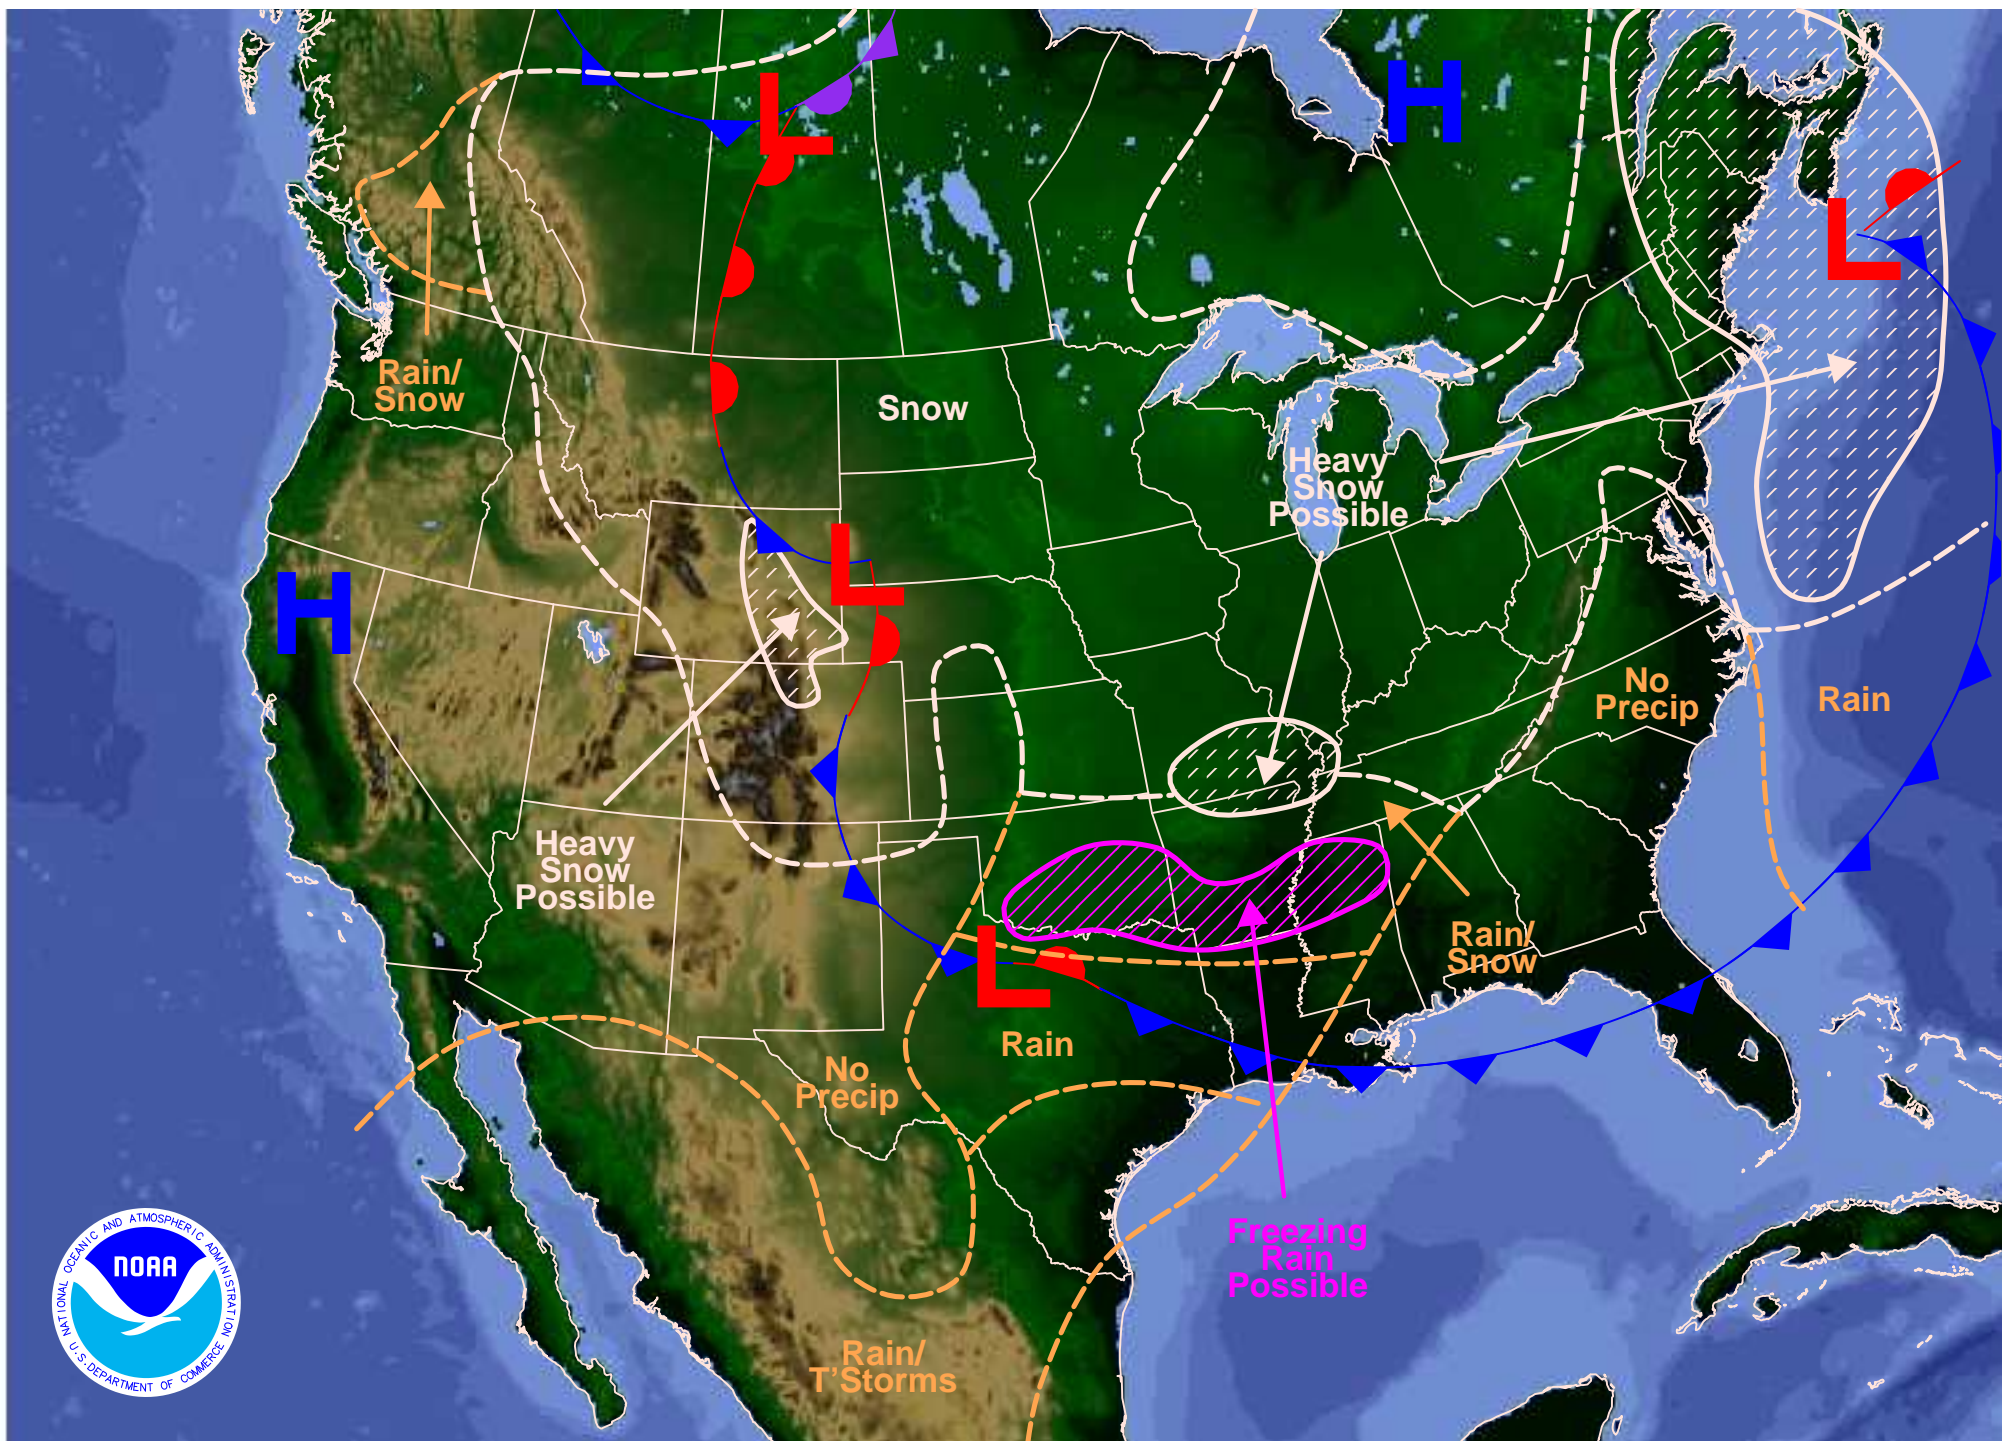 H
L
L
Rain/
Snow
Snow
Heavy
Snow
Possible
L
H
No
Precip
Rain
Heavy
Snow
Possible
L
Rain/
Snow
Rain
No
Precip
Freezing
Rain
Possible
Rain/
T'Storms
NATIONAL OCEANIC AND ATMOSPHERIC ADMINISTRATION
NOAA
U.S. DEPARTMENT OF COMMERCE